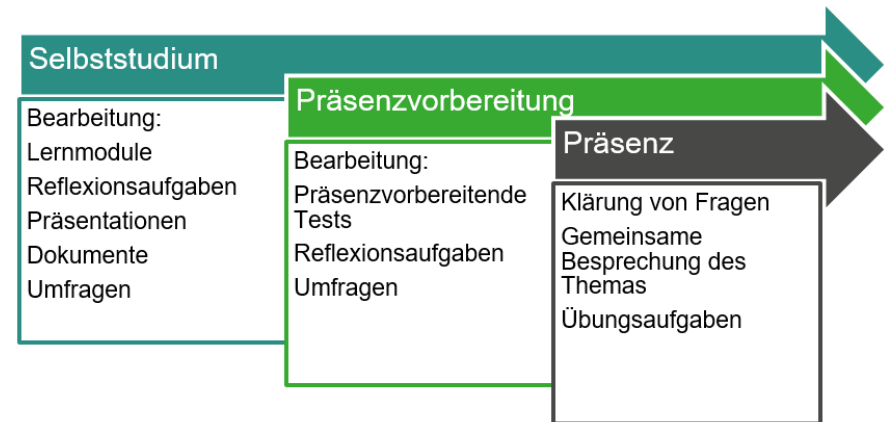 Selbststudium
Bearbeitung:
Lernmodule
Reflexionsaufgaben
Präsentationen
Dokumente
Umfragen
Präsenzvorbereitung
Bearbeitung:
Präsenzvorbereitende
Tests
Reflexionsaufgaben
Umfragen
Präsenz
Klärung von Fragen
Gemeinsame
Besprechung des
Themas
Übungsaufgaben